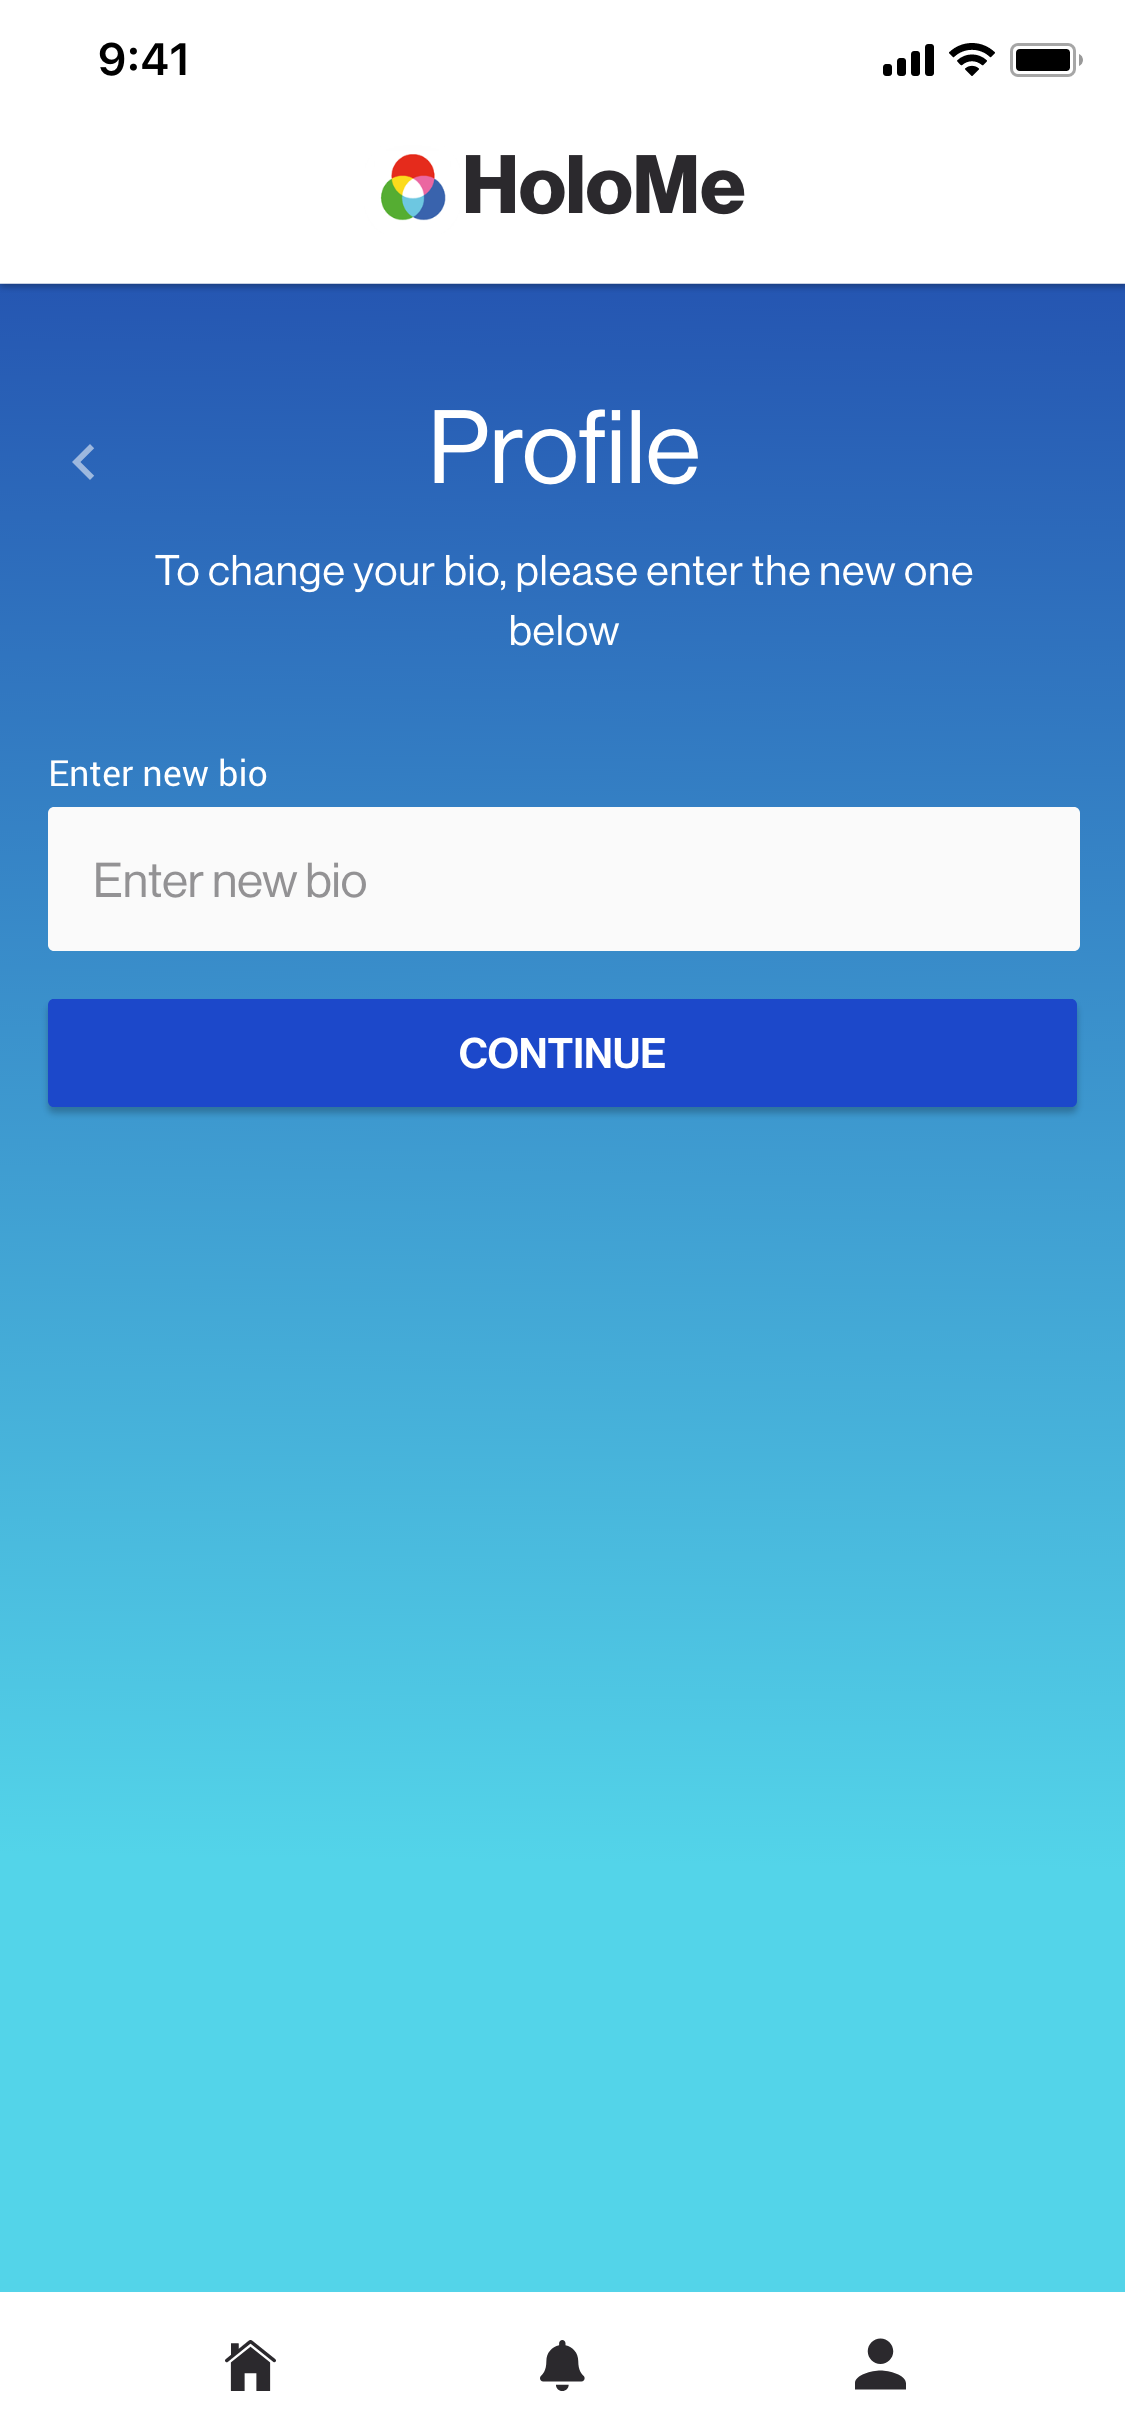 9:41
HoloMe
Profile
To change your bio, please enter the new one
below
Enter new bio
Enter new bio
CONTINUE